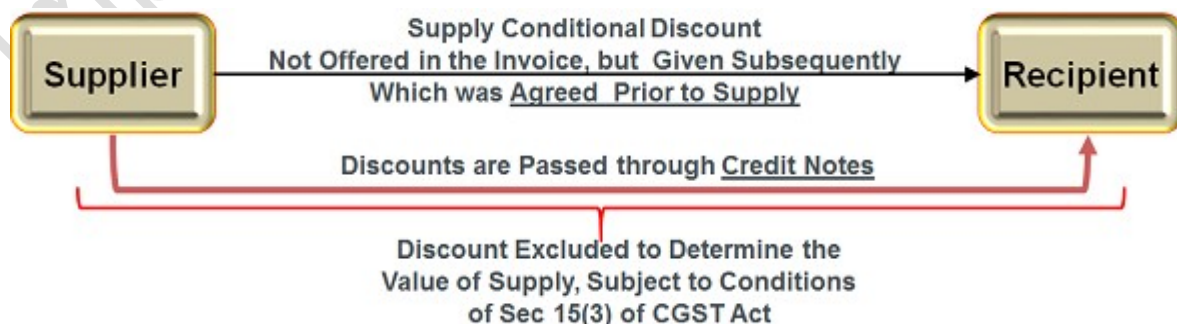 Supply Conditional Discount
Not Offered in the Invoice, but Given Subsequently
Which was Agreed Prior to Supply
Supplier
Recipient
Discounts are Passed through Credit Notes
Discount Excluded to Determine the
Value of Supply, Subject to Conditions
of Sec 15(3) of CGST Act